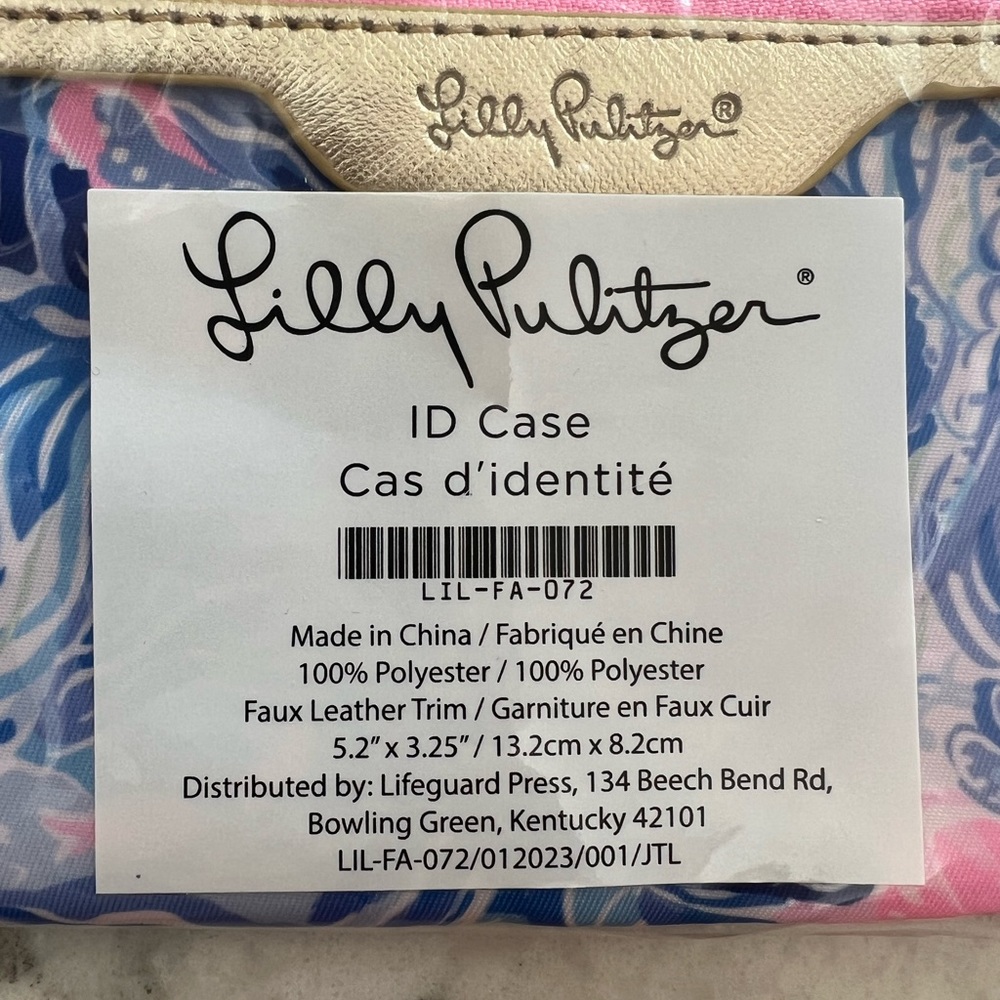 Lilly Pulitzer®
Lilly Pulitzer®
ID Case
Cas d'identité
LIL-FA-072
Made in China / Fabriqué en Chine
100% Polyester / 100% Polyester
Faux Leather Trim / Garniture en Faux Cuir
5.2" x 3.25" / 13.2cm x 8.2cm
Distributed by: Lifeguard Press, 134 Beech Bend Rd,
Bowling Green, Kentucky 42101
LIL-FA-072/012023/001/JTL